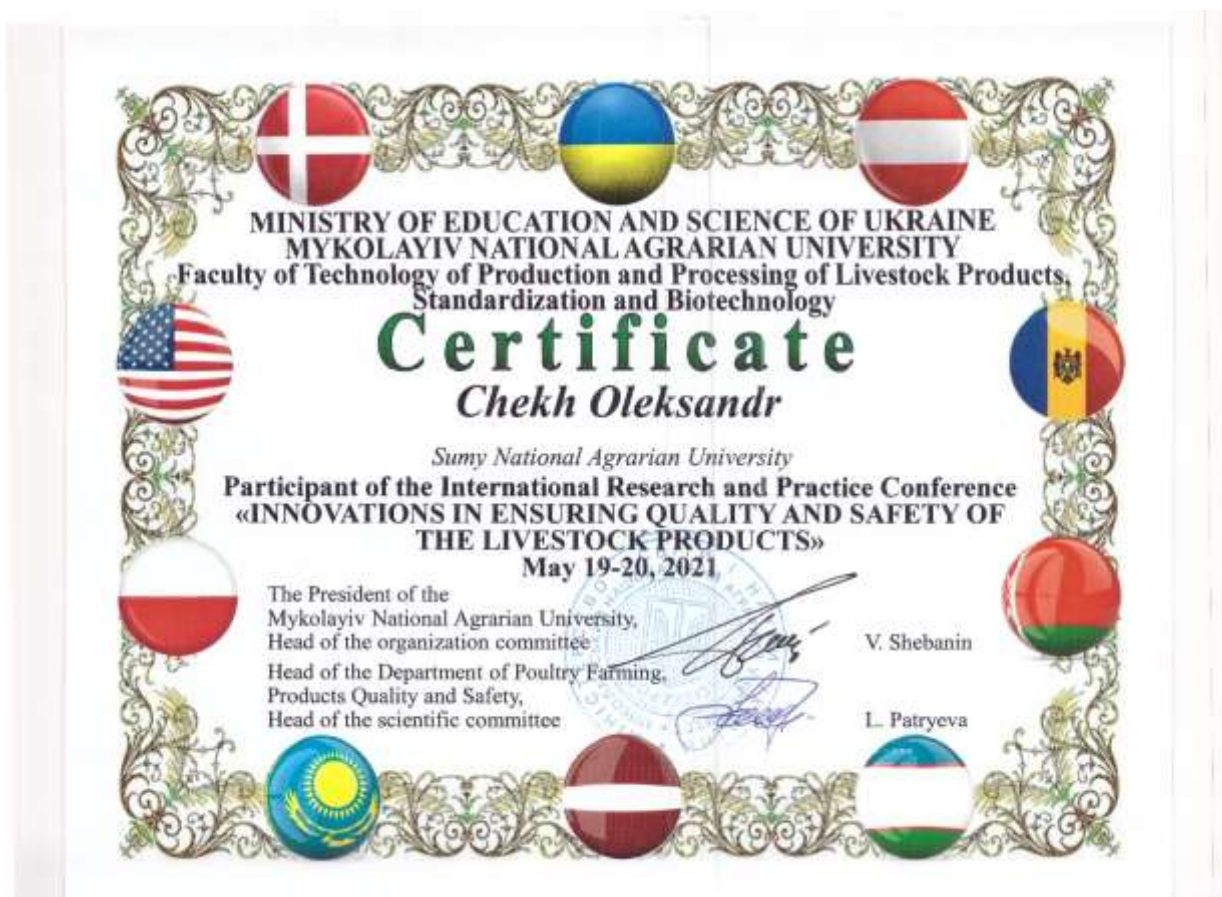 MINISTRY OF EDUCATION AND SCIENCE OF UKRAINE
MYKOLAYIV NATIONAL AGRARIAN UNIVERSITY
Faculty of Technology of Production and Processing of Livestock Products,
Standardization and Biotechnology
Certificate
Chekh Oleksandr
Sumy National Agrarian University
Participant of the International Research and Practice Conference
«INNOVATIONS IN ENSURING QUALITY AND SAFETY OF
THE LIVESTOCK PRODUCTS»
May 19-20, 2021
The President of the
Mykolayiv National Agrarian University,
Head of the organization committee
V. Shebanin
Head of the Department of Poultry Farming,
Products Quality and Safety,
Head of the scientific committee
L. Patryeva